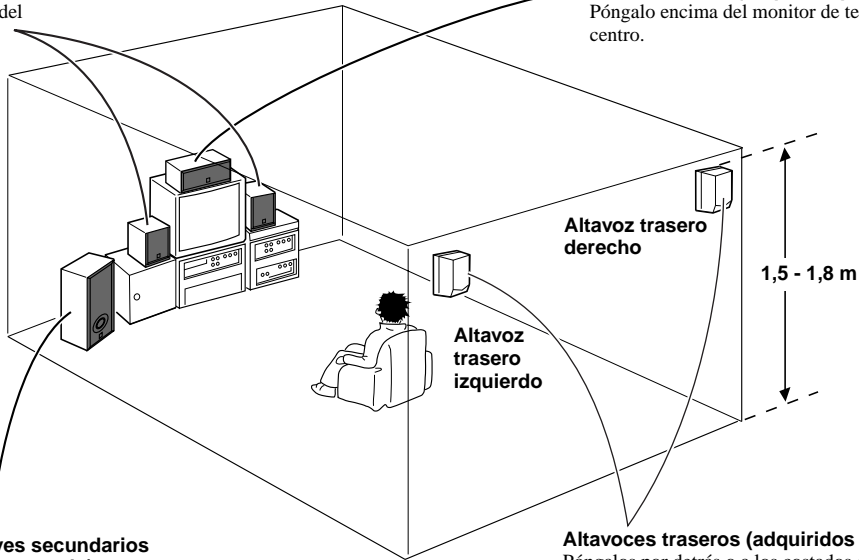 del
Póngalo encima del monitor de te
centro.
Altavoz trasero
derecho
1,5 - 1,8 m
Altavoz
trasero
izquierdo
ves secundarios
Altavoces traseros (adquiridos